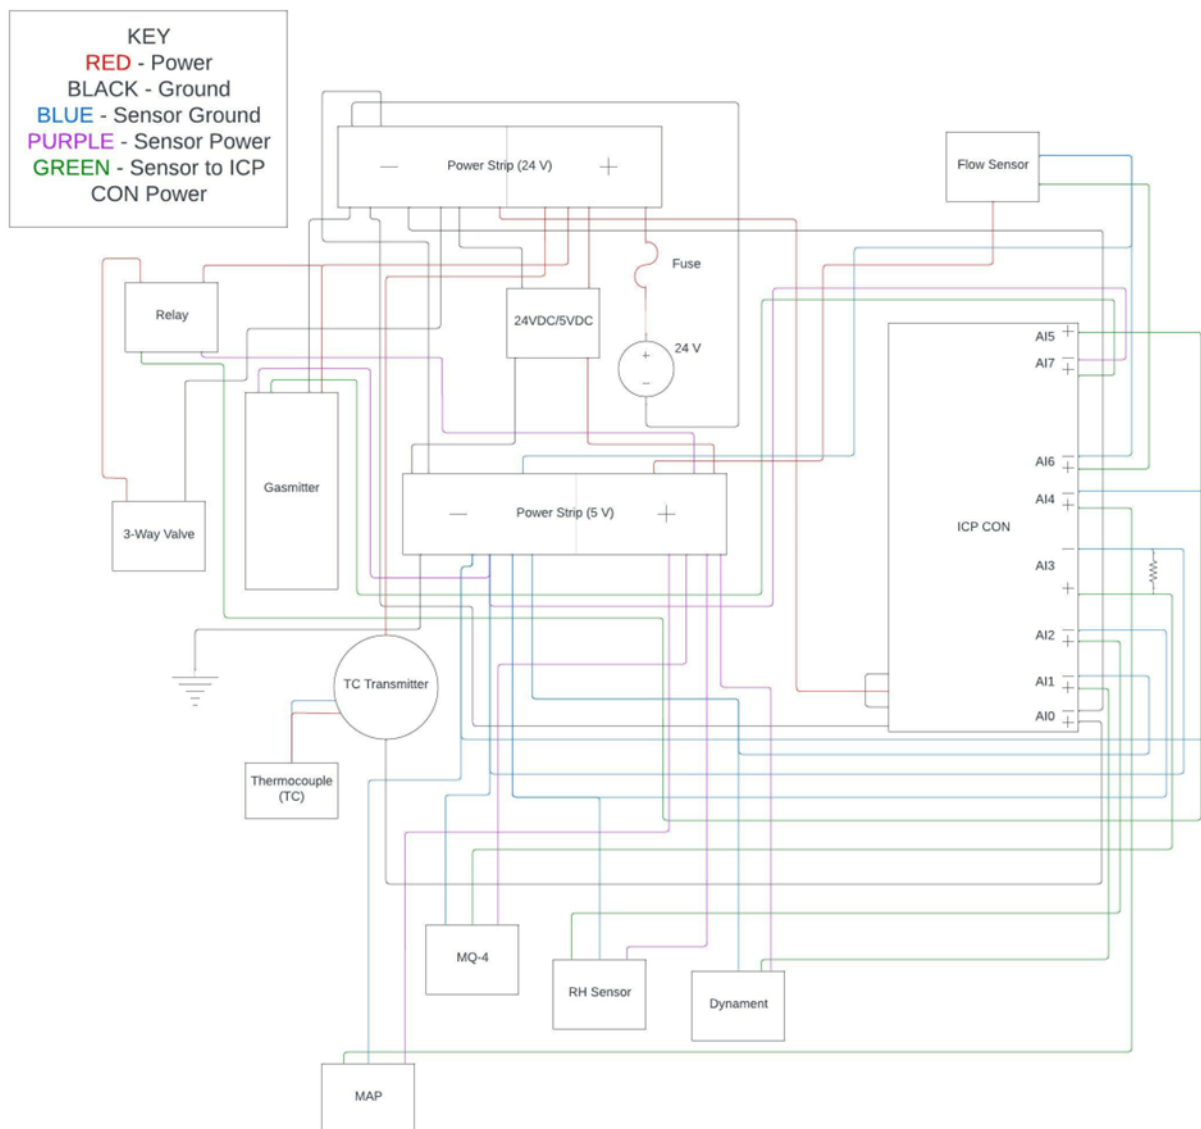 KEY
RED - Power
BLACK - Ground
BLUE - Sensor Ground
PURPLE - Sensor Power
GREEN - Sensor to ICP
CON Power
Power Strip (24 V)
Flow Sensor
Fuse
Relay
24VDC/5VDC
24 V
AI5
AI7
AI6
AI4
Gasmitter
Power Strip (5 V)
3-Way Valve
ICP CON
AI3
AI2
AI1
AI0
TC Transmitter
Thermocouple
(TC)
MQ-4
RH Sensor
Dynament
MAP